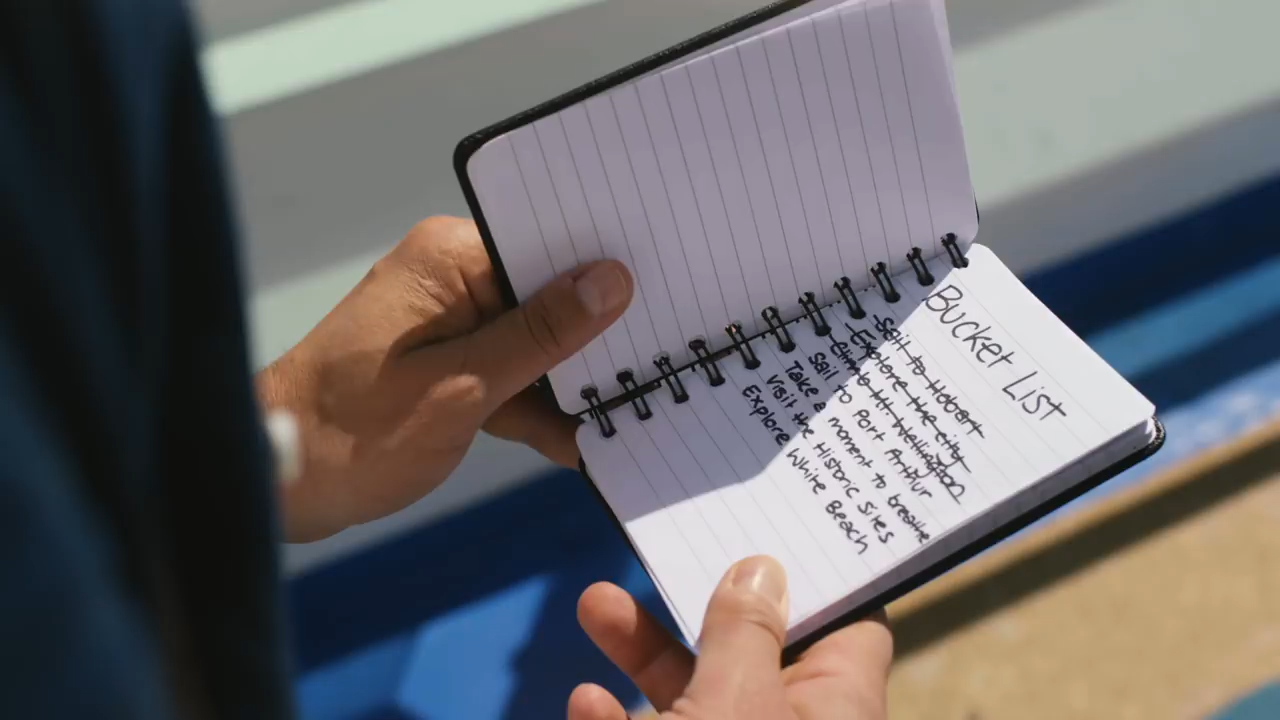 Bucket List
Sail to Hobart
Explore the city
Climb Mt. Wellington
Sail to Port Arthur
Take a moment to breathe
Visit the Historic Sites
Explore White Beach